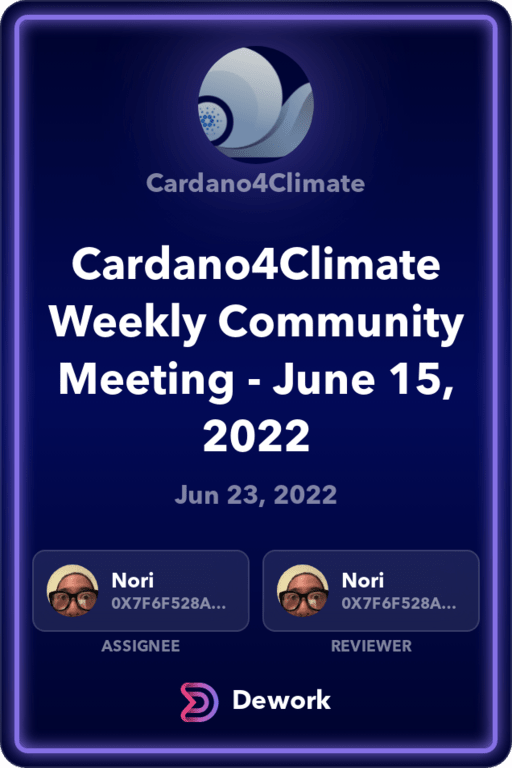 Cardano4Climate
Cardano4Climate
Weekly Community
Meeting - June 15,
2022
Jun 23, 2022
Nori
0X7F6F528A...
Nori
0X7F6F528A...
ASSIGNEE
REVIEWER
Dework